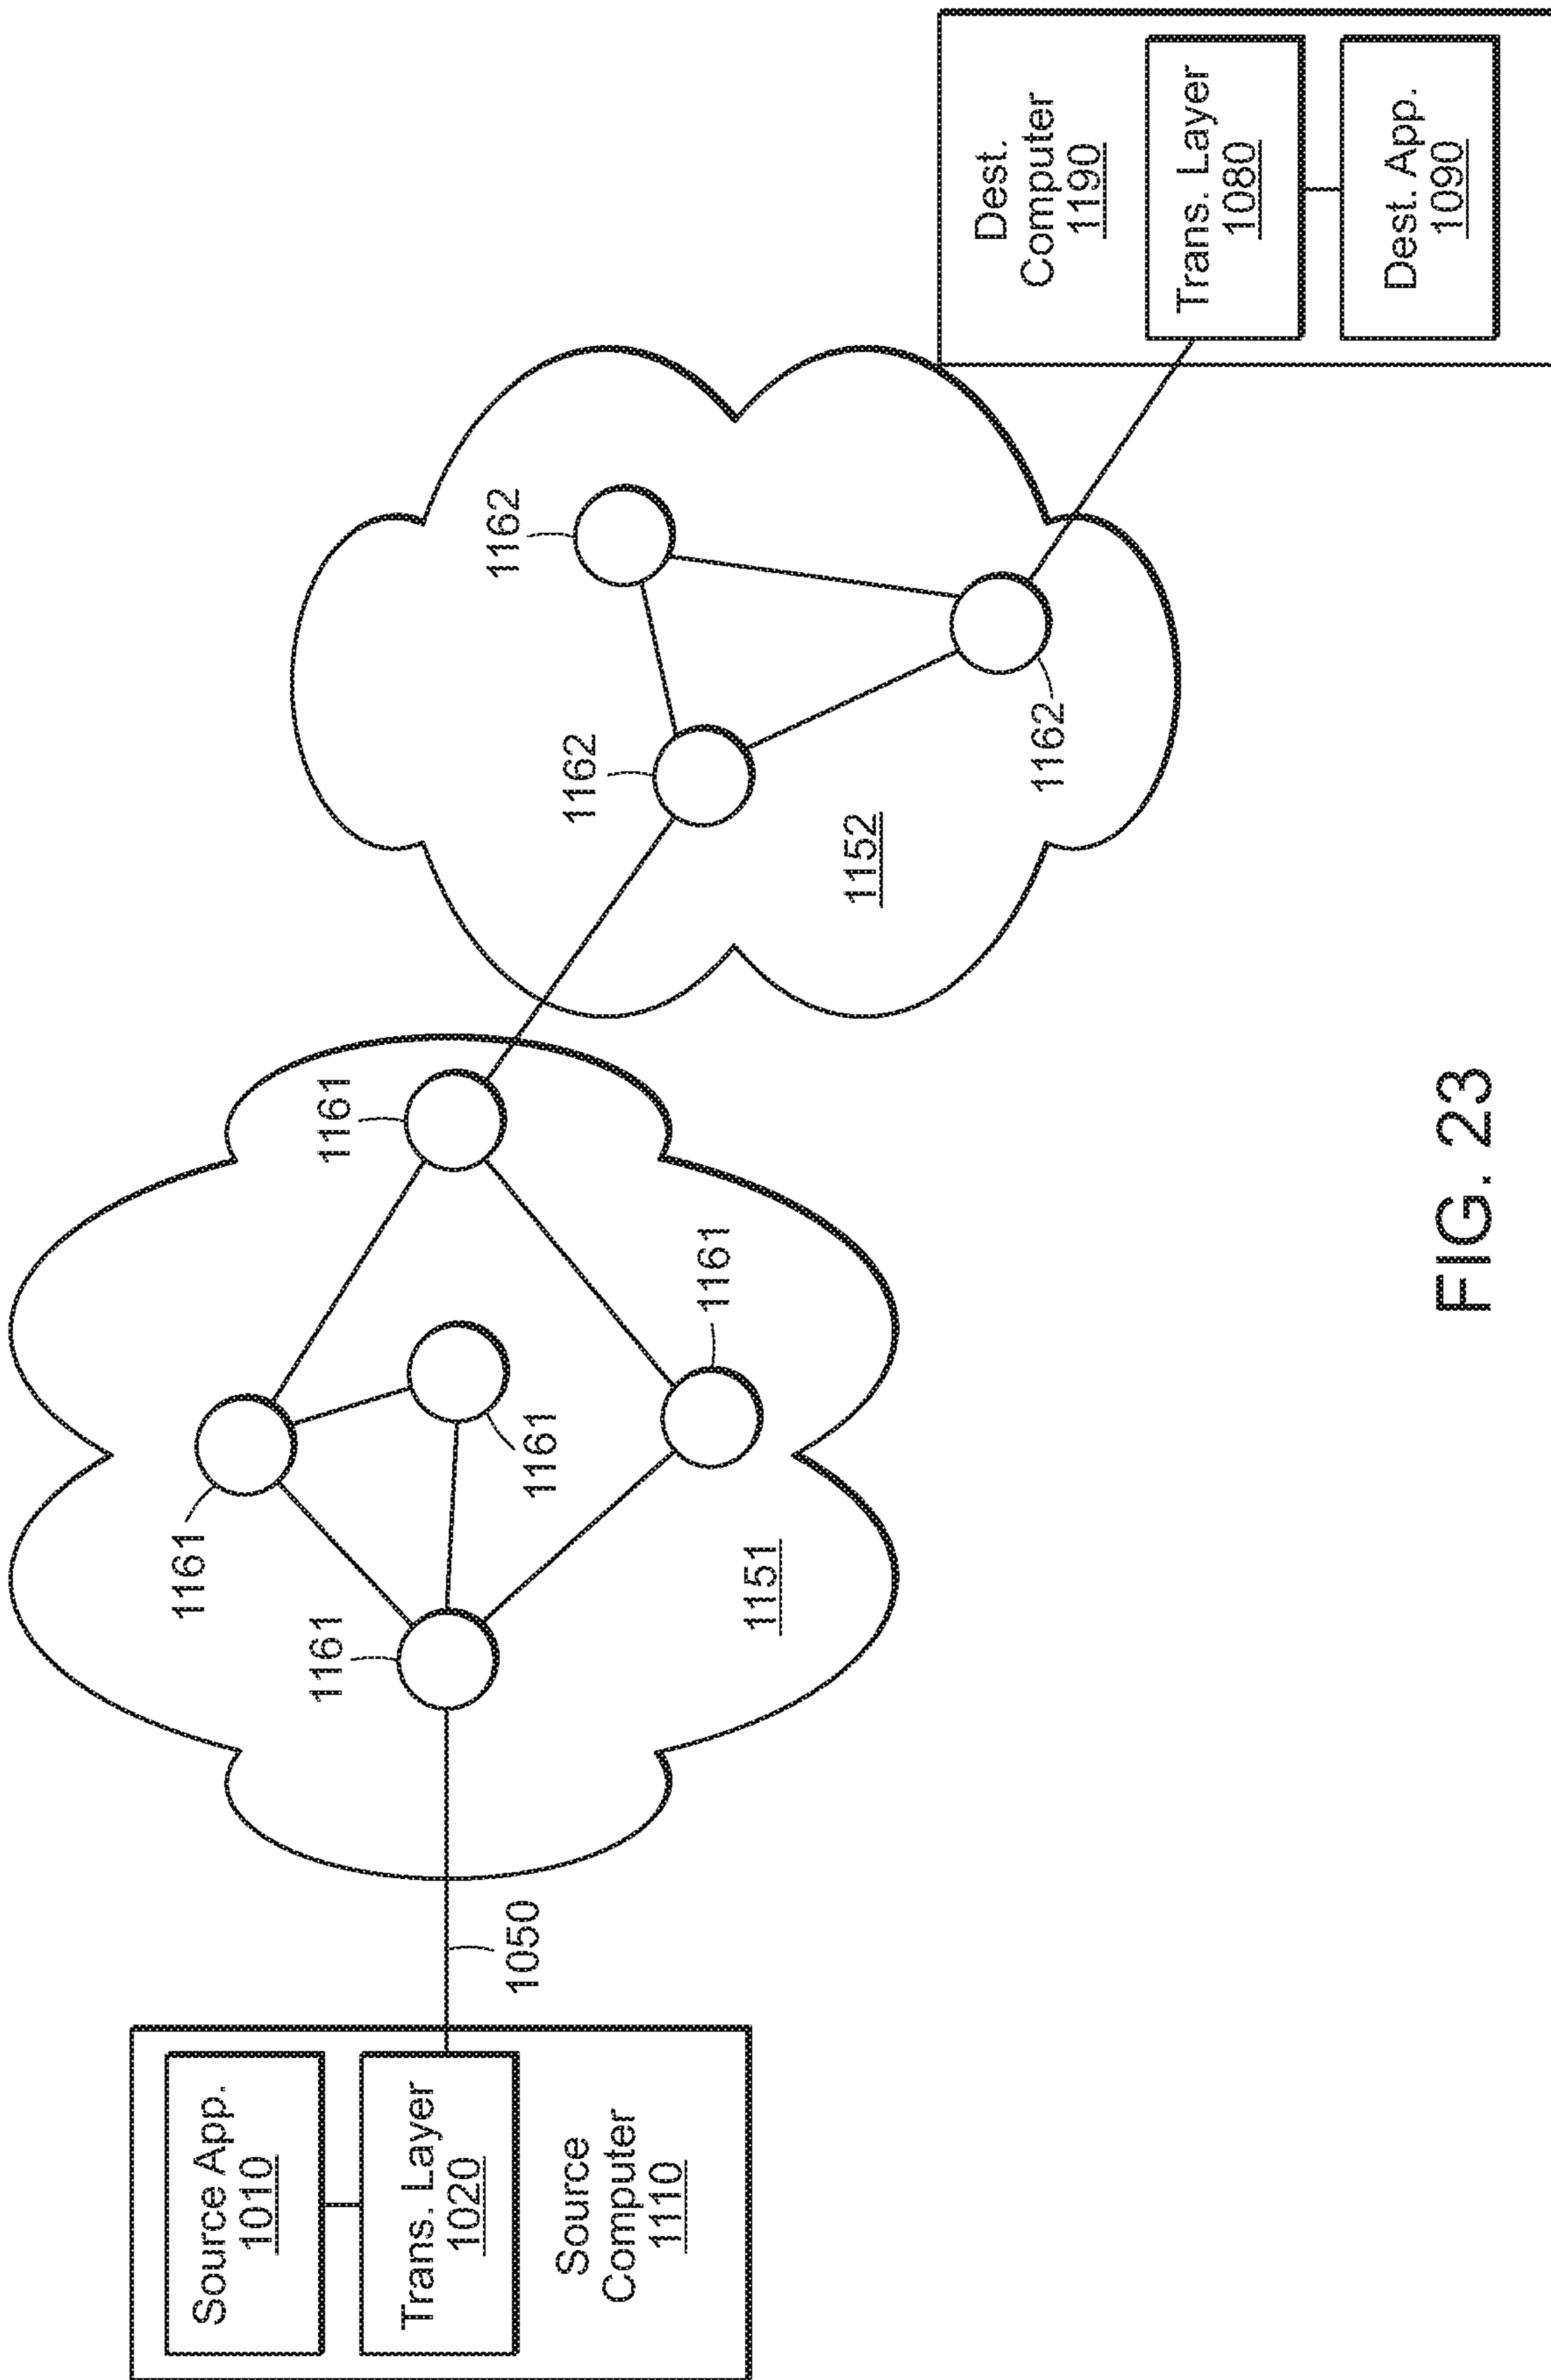 Source App.
1010
Trans. Layer
1020
Source
Computer
1110
1050
1161
1161
1161
1161
1161
1151
1162
1162
1162
1152
Dest.
Computer
1190
Trans. Layer
1080
Dest. App.
1090
FIG. 23